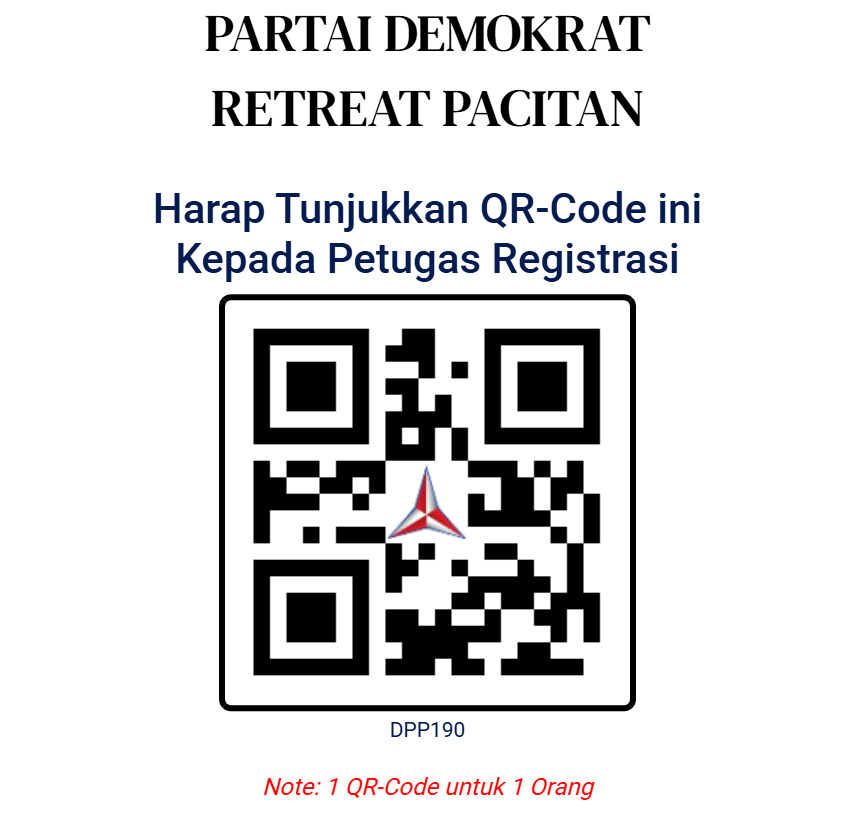 PARTAI DEMOKRAT
RETREAT PACITAN
Harap Tunjukkan QR-Code ini
Kepada Petugas Registrasi
DPP190
Note: 1 QR-Code untuk 1 Orang